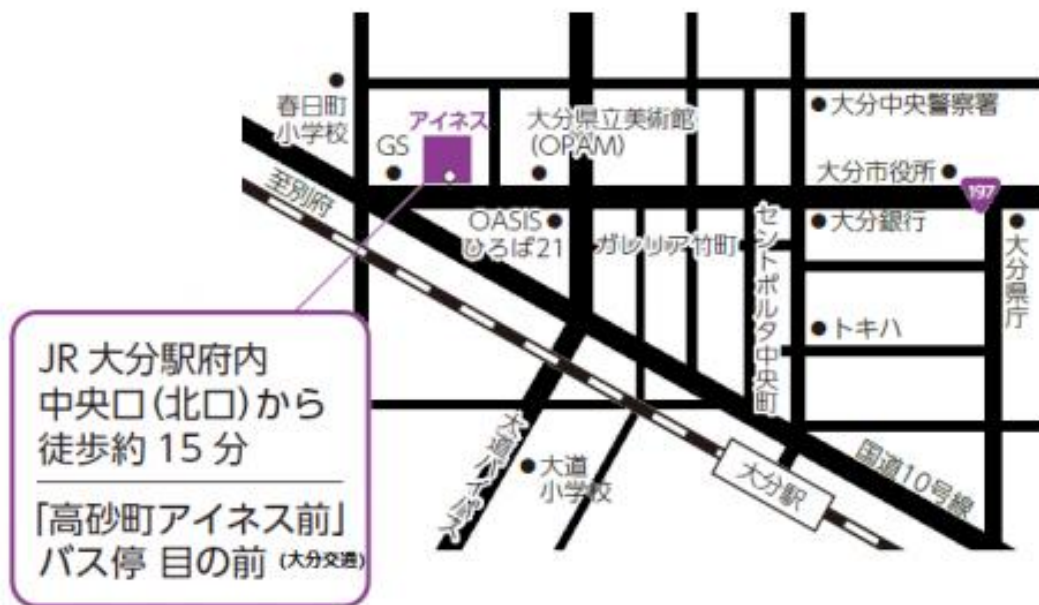 春日町
小学校
GS
アイネス
大分県立美術館
(OPAM)
大分中央警察署
大分市役所
197
至別府
OASIS
ひろば21
ガレリア竹町
セントポルタ中央町
大分銀行
大分県庁
トキハ
JR 大分駅府内
中央口(北口)から
徒歩約 15 分
「高砂町アイネス前」
バス停 目の前 (大分交通)
大道バイパス
大道
小学校
大分駅
国道10号線